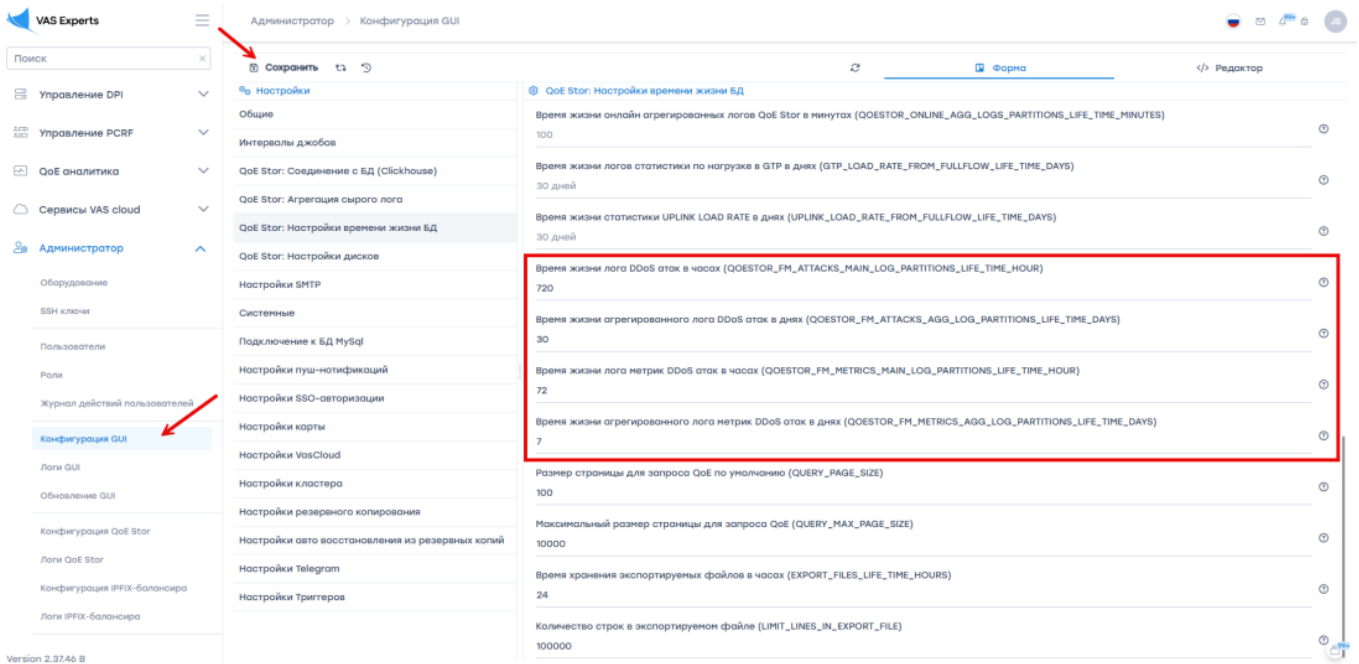 VAS Experts
Администратор > Конфигурация GUI
JS
Поиск
Сохранить
Форма
</> Редактор
Управление DPI
Управление PCRF
QoE аналитика
Сервисы VAS cloud
Администратор
Оборудование
SSH ключи
Пользователи
Роли
Журнал действий пользователей
Конфигурация GUI
Логи GUI
Обновление GUI
Конфигурация QoE Stor
Логи QoE Stor
Конфигурация IPFIX-балансира
Логи IPFIX-балансира
Version 2.37.46 B
Настройки
Общие
Интервалы джобов
QoE Stor: Соединение с БД (Clickhouse)
QoE Stor: Агрегация сырого лога
QoE Stor: Настройки времени жизни БД
QoE Stor: Настройки дисков
Настройки SMTP
Системные
Подключение к БД MySql
Настройки пуш-нотификаций
Настройки SSO-авторизации
Настройки карты
Настройки VasCloud
Настройки кластера
Настройки резервного копирования
Настройки авто восстановления из резервных копий
Настройки Telegram
Настройки Триггеров
QoE Stor: Настройки времени жизни БД
Время жизни онлайн агрегированных логов QoE Stor в минутах (QOESTOR_ONLINE_AGG_LOGS_PARTITIONS_LIFE_TIME_MINUTES)
100
Время жизни логов статистики по нагрузке в GTP в днях (GTP_LOAD_RATE_FROM_FULLFLOW_LIFE_TIME_DAYS)
30 дней
Время жизни статистики UPLINK LOAD RATE в днях (UPLINK_LOAD_RATE_FROM_FULLFLOW_LIFE_TIME_DAYS)
30 дней
Время жизни лога DDoS атак в часах (QOESTOR_FM_ATTACKS_MAIN_LOG_PARTITIONS_LIFE_TIME_HOUR)
720
Время жизни агрегированного лога DDoS атак в днях (QOESTOR_FM_ATTACKS_AGG_LOG_PARTITIONS_LIFE_TIME_DAYS)
30
Время жизни лога метрик DDoS атак в часах (QOESTOR_FM_METRICS_MAIN_LOG_PARTITIONS_LIFE_TIME_HOUR)
72
Время жизни агрегированного лога метрик DDoS атак в днях (QOESTOR_FM_METRICS_AGG_LOG_PARTITIONS_LIFE_TIME_DAYS)
7
Размер страницы для запроса QoE по умолчанию (QUERY_PAGE_SIZE)
100
Максимальный размер страницы для запроса QoE (QUERY_MAX_PAGE_SIZE)
10000
Время хранения экспортируемых файлов в часах (EXPORT_FILES_LIFE_TIME_HOURS)
24
Количество строк в экспортируемом файле (LIMIT_LINES_IN_EXPORT_FILE)
100000